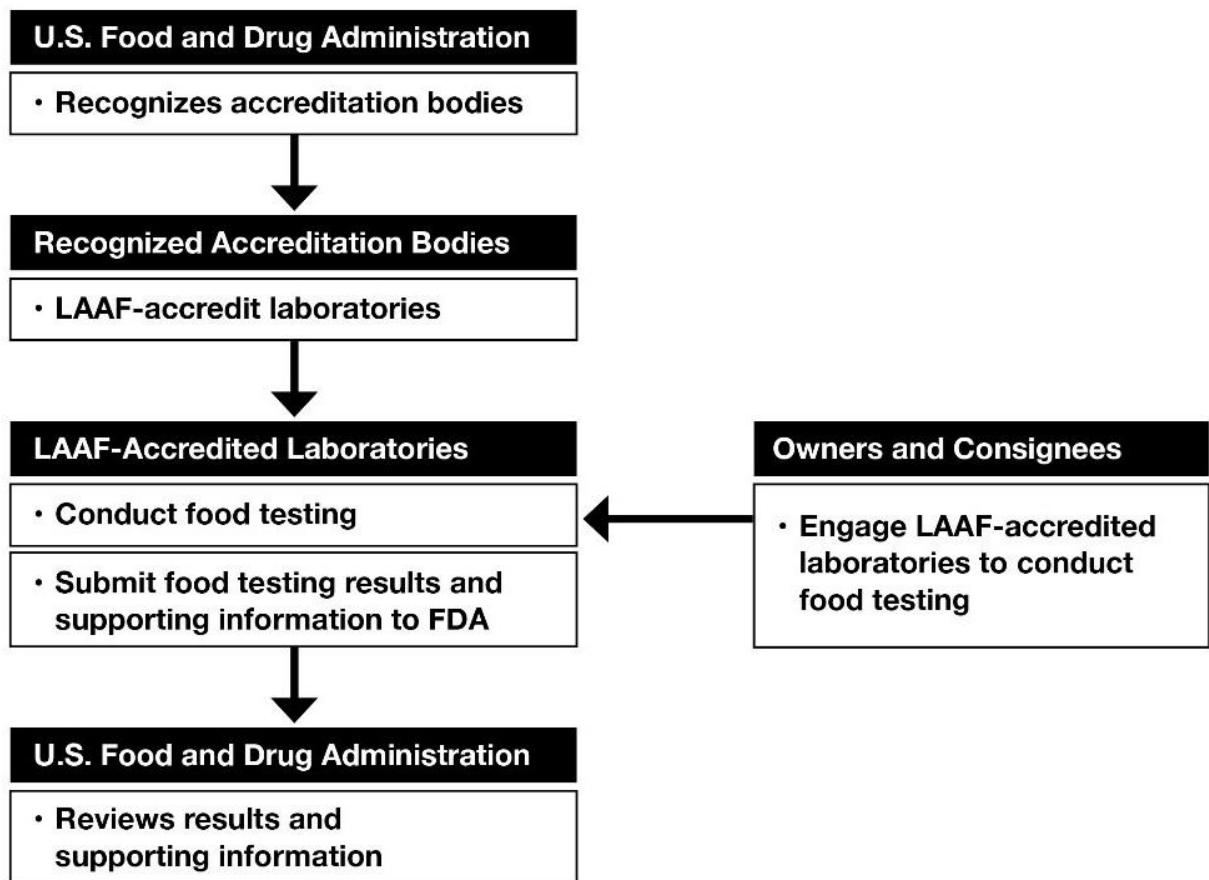 U.S. Food and Drug Administration
• Recognizes accreditation bodies
Recognized Accreditation Bodies
• LAAF-accredit laboratories
LAAF-Accredited Laboratories
• Conduct food testing
• Submit food testing results and
supporting information to FDA
Owners and Consignees
• Engage LAAF-accredited
laboratories to conduct
food testing
U.S. Food and Drug Administration
• Reviews results and
supporting information